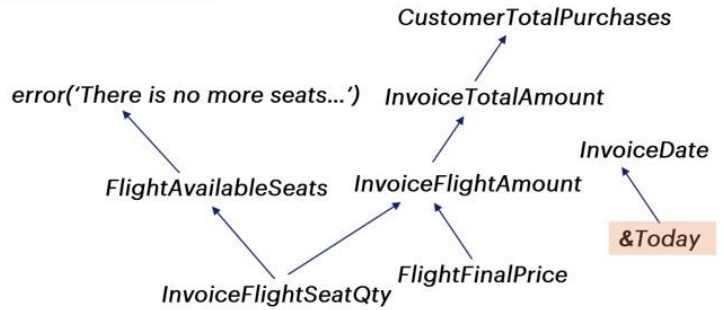 CustomerTotalPurchases
error(‘There is no more seats...’)
InvoiceTotalAmount
InvoiceDate
FlightAvailableSeats
InvoiceFlightAmount
&Today
FlightFinalPrice
InvoiceFlightSeatQty